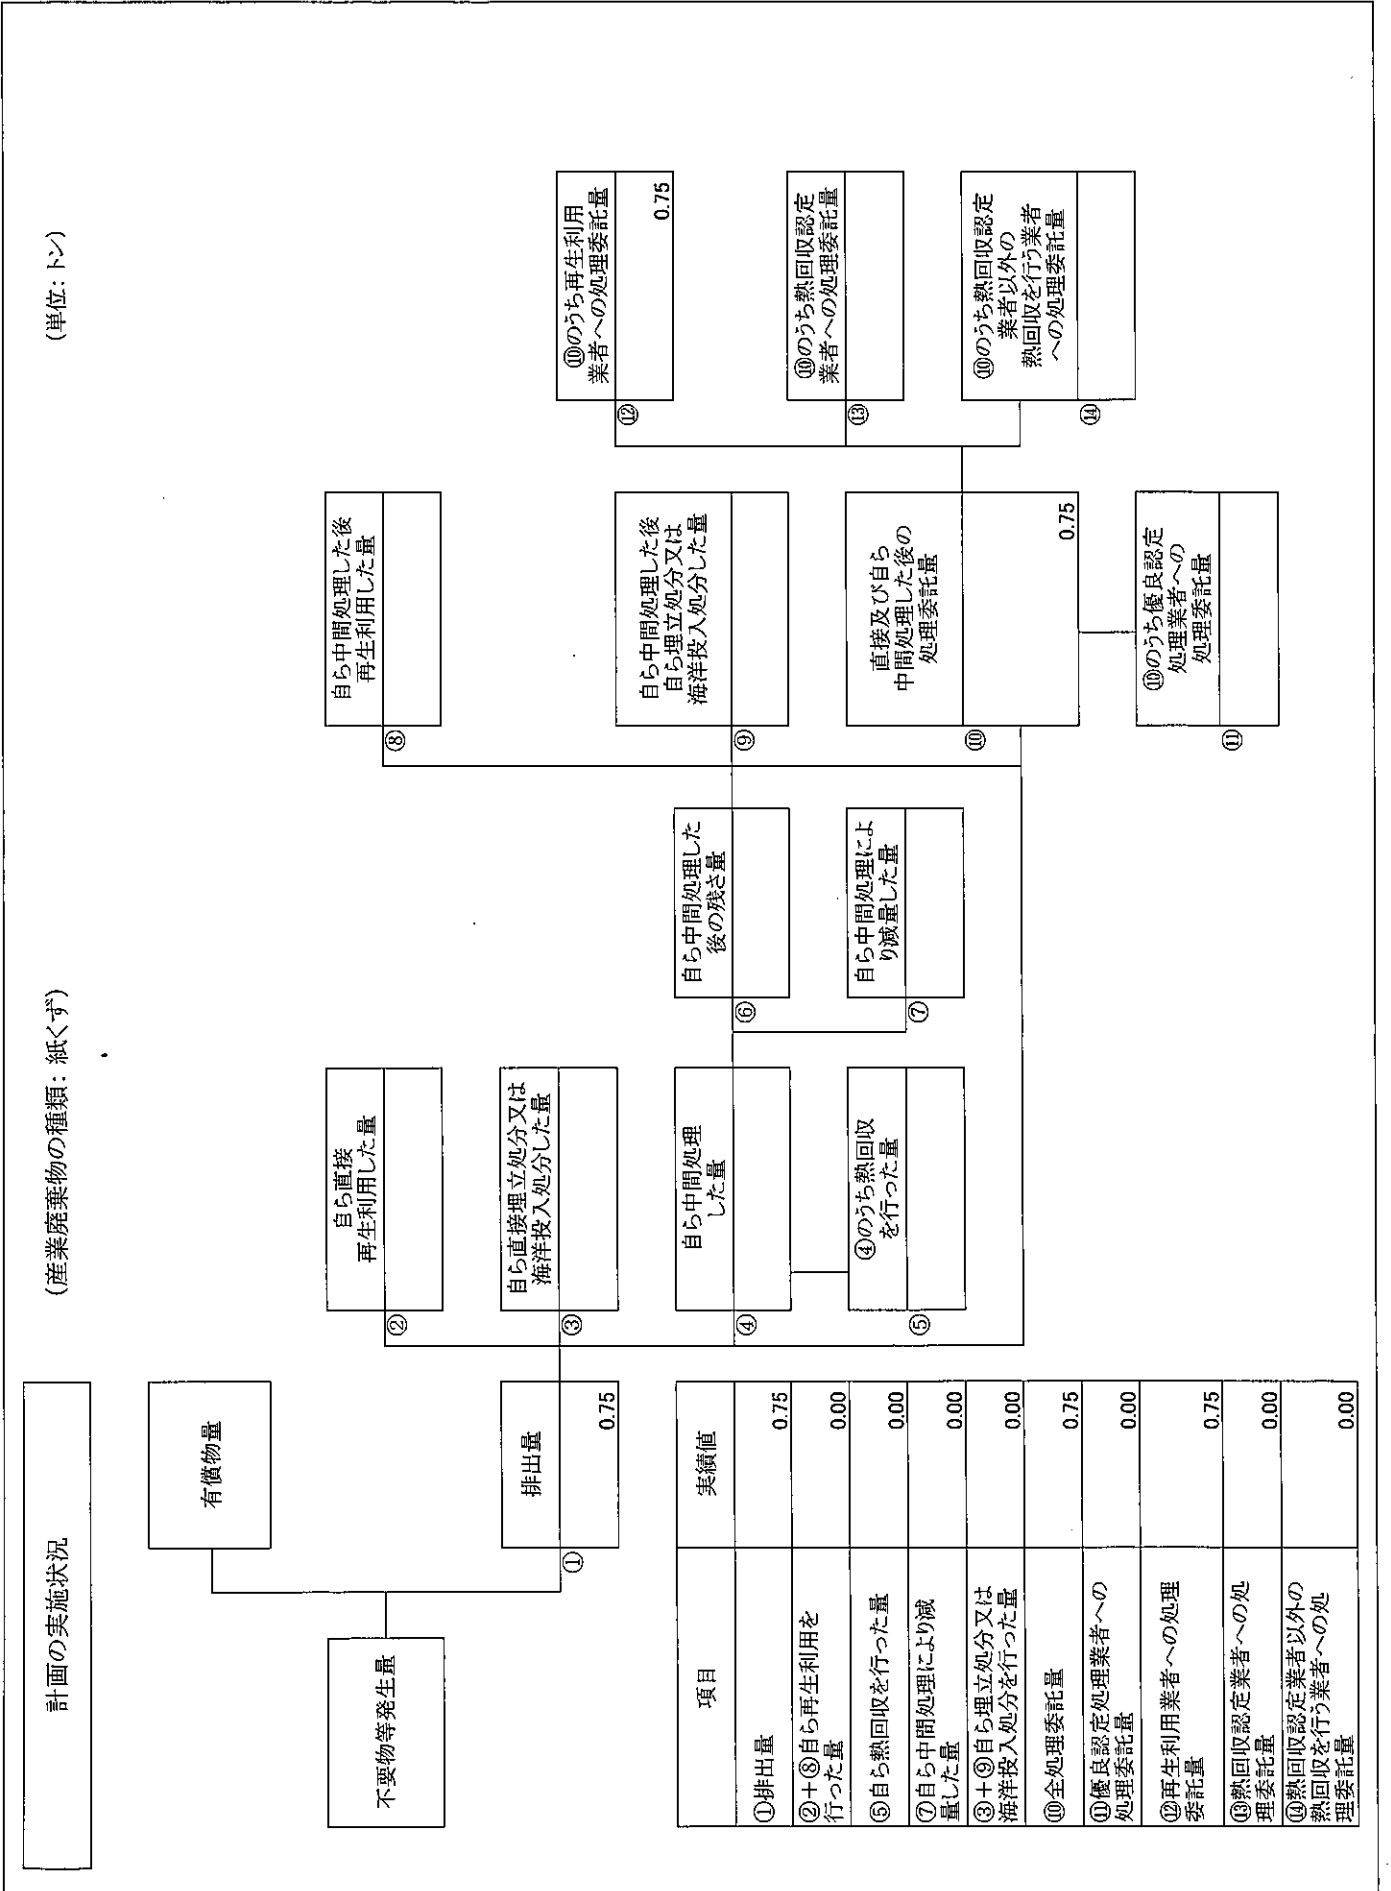 計画の実施状況
(産業廃棄物の種類: 紙くず)
(単位:トン)
不要物等発生量
有償物量
①
排出量
0.75
②
自ら直接
再生利用した量
③
自ら直接埋立処分又は
海洋投入処分した量
④
自ら中間処理
した量
⑤
④のうち熱回収
を行った量
⑥
自ら中間処理した
後の残さ量
⑦
自ら中間処理によ
り減量した量
⑧
自ら中間処理した後
再生利用した量
⑨
自ら中間処理した後
自ら埋立処分又は
海洋投入処分した量
⑩
直接及び自ら
中間処理した後の
処理委託量
0.75
⑪
⑩のうち優良認定
処理業者への
処理委託量
⑫
⑩のうち再生利用
業者への処理委託量
0.75
⑬
⑩のうち熱回収認定
業者への処理委託量
⑭
⑩のうち熱回収認定
業者以外の
熱回収を行う業者
への処理委託量
項目 実績値
①排出量 0.75
②+⑧自ら再生利用を
行った量 0.00
⑤自ら熱回収を行った量 0.00
⑦自ら中間処理により減
量した量 0.00
③+⑨自ら埋立処分又は
海洋投入処分を行った量 0.00
⑩全処理委託量 0.75
⑪優良認定処理業者への
処理委託量 0.00
⑫再生利用業者への処理
委託量 0.75
⑬熱回収認定業者への処
理委託量 0.00
⑭熱回収認定業者以外の
熱回収を行う業者への処
理委託量 0.00